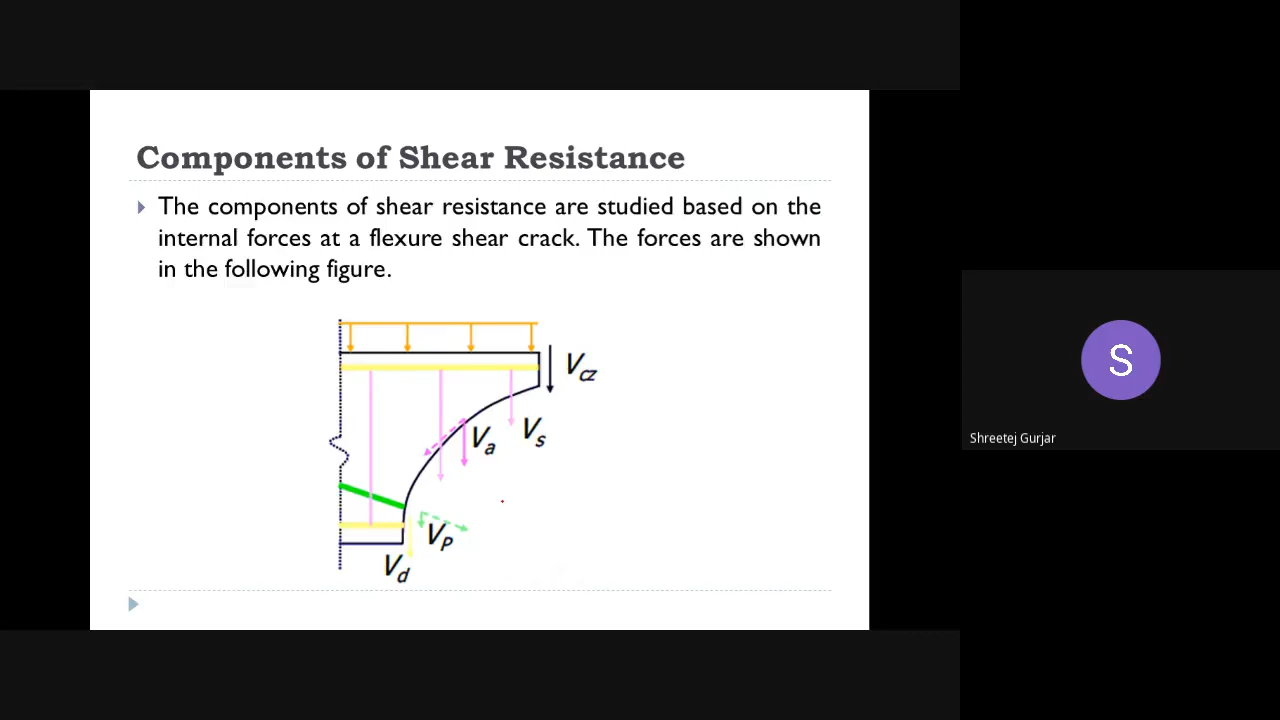 Components of Shear Resistance
The components of shear resistance are studied based on the
internal forces at a flexure shear crack. The forces are shown
in the following figure.
Vcz
Va
Vs
VP
Vd
S
Shreetej Gurjar